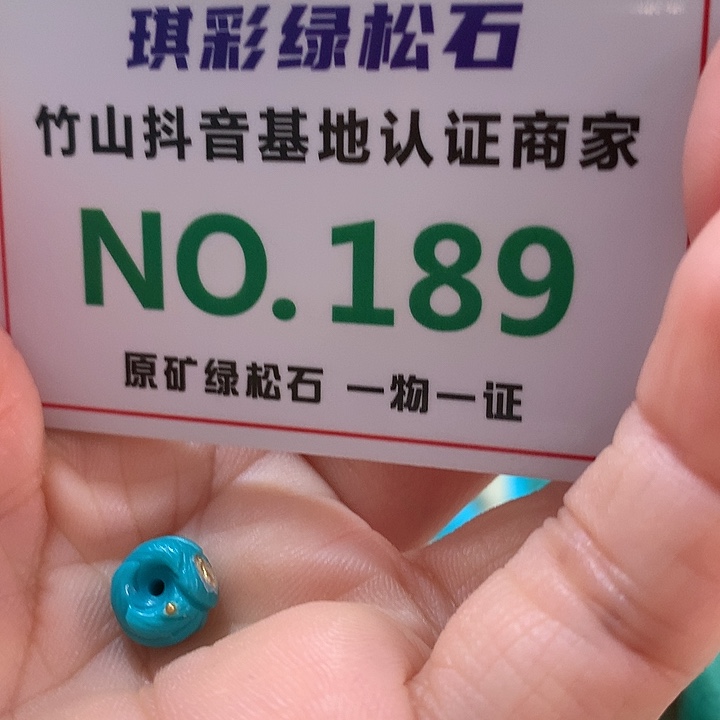 琪彩绿松石
竹山抖音基地认证商家
NO.189
原矿绿松石 一物一证